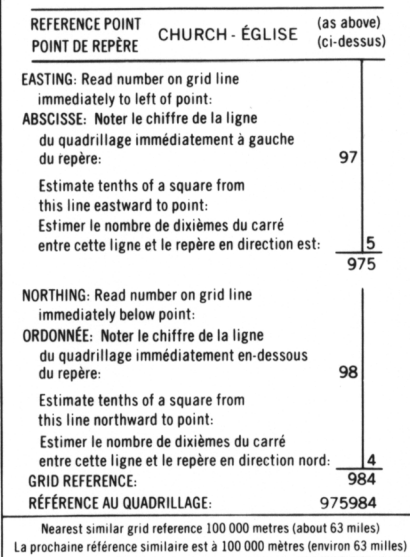 REFERENCE POINT
POINT DE REPÈRE
CHURCH - ÉGLISE
(as above)
(ci-dessus)
EASTING: Read number on grid line
immediately to left of point:
ABSCISSE: Noter le chiffre de la ligne
du quadrillage immédiatement à gauche
du repère: 97
Estimate tenths of a square from
this line eastward to point:
Estimer le nombre de dixièmes du carré
entre cette ligne et le repère en direction est: 5
975
NORTHING: Read number on grid line
immediately below point:
ORDONNÉE: Noter le chiffre de la ligne
du quadrillage immédiatement en-dessous
du repère: 98
Estimate tenths of a square from
this line northward to point:
Estimer le nombre de dixièmes du carré
entre cette ligne et le repère en direction nord: 4
GRID REFERENCE: 984
RÉFÉRENCE AU QUADRILLAGE: 975984
Nearest similar grid reference 100 000 metres (about 63 miles)
La prochaine référence similaire est à 100 000 mètres (environ 63 milles)